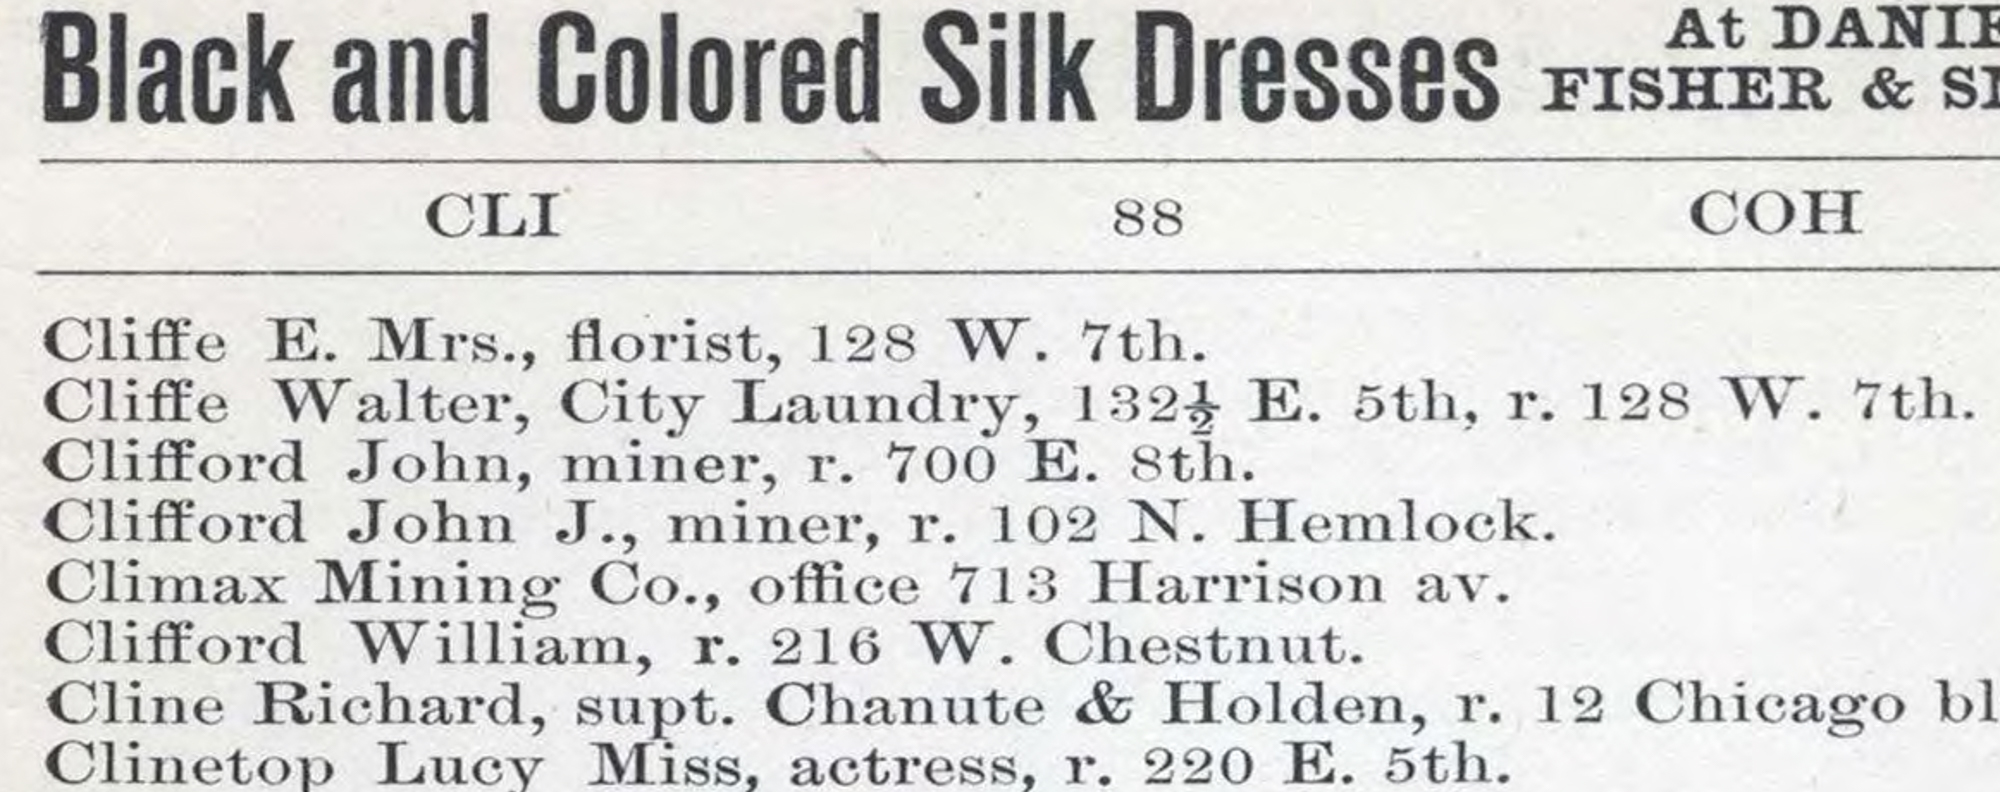 Black and Colored Silk Dresses At DANIE
FISHER & SI
CLI 88 COH
Cliffe E. Mrs., florist, 128 W. 7th.
Cliffe Walter, City Laundry, 132½ E. 5th, r. 128 W. 7th.
Clifford John, miner, r. 700 E. 8th.
Clifford John J., miner, r. 102 N. Hemlock.
Climax Mining Co., office 713 Harrison av.
Clifford William, r. 216 W. Chestnut.
Cline Richard, supt. Chanute & Holden, r. 12 Chicago bl
Clinetop Lucy Miss, actress, r. 220 E. 5th.